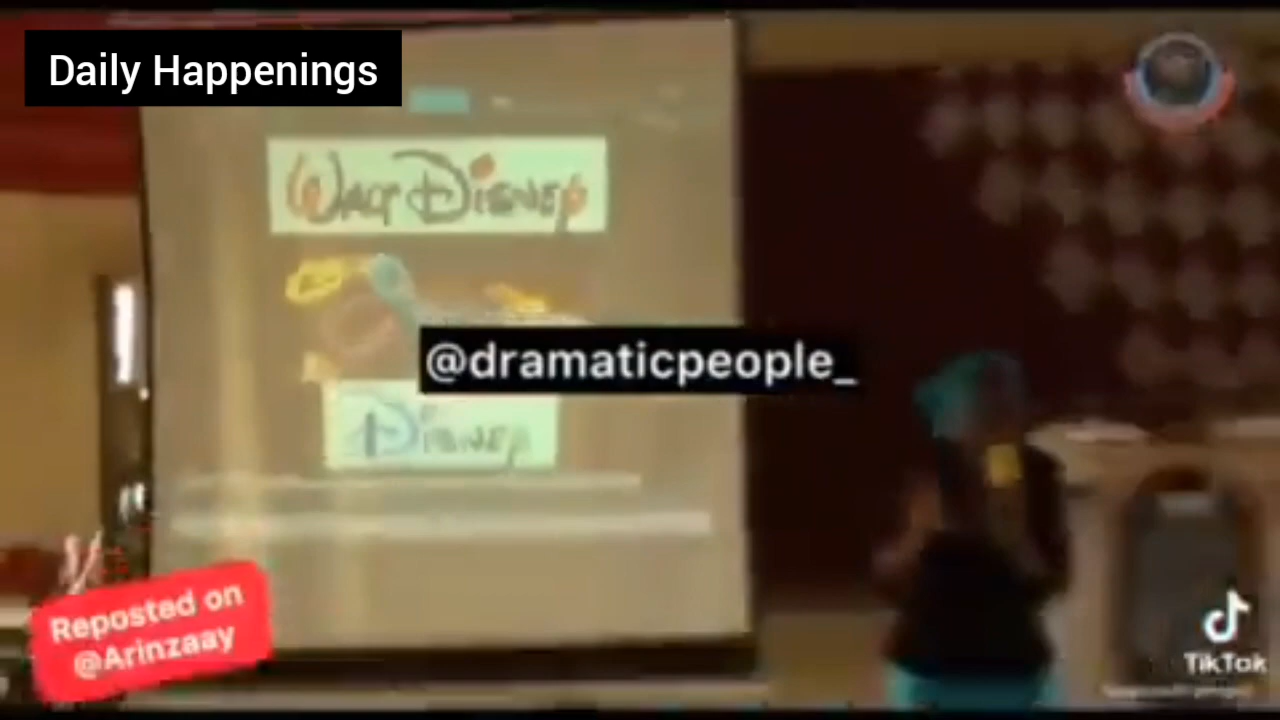 Daily Happenings
WALT DISNEY
@dramaticpeople_
DISNEY
Reposted on
@Arinzaay
TikTok